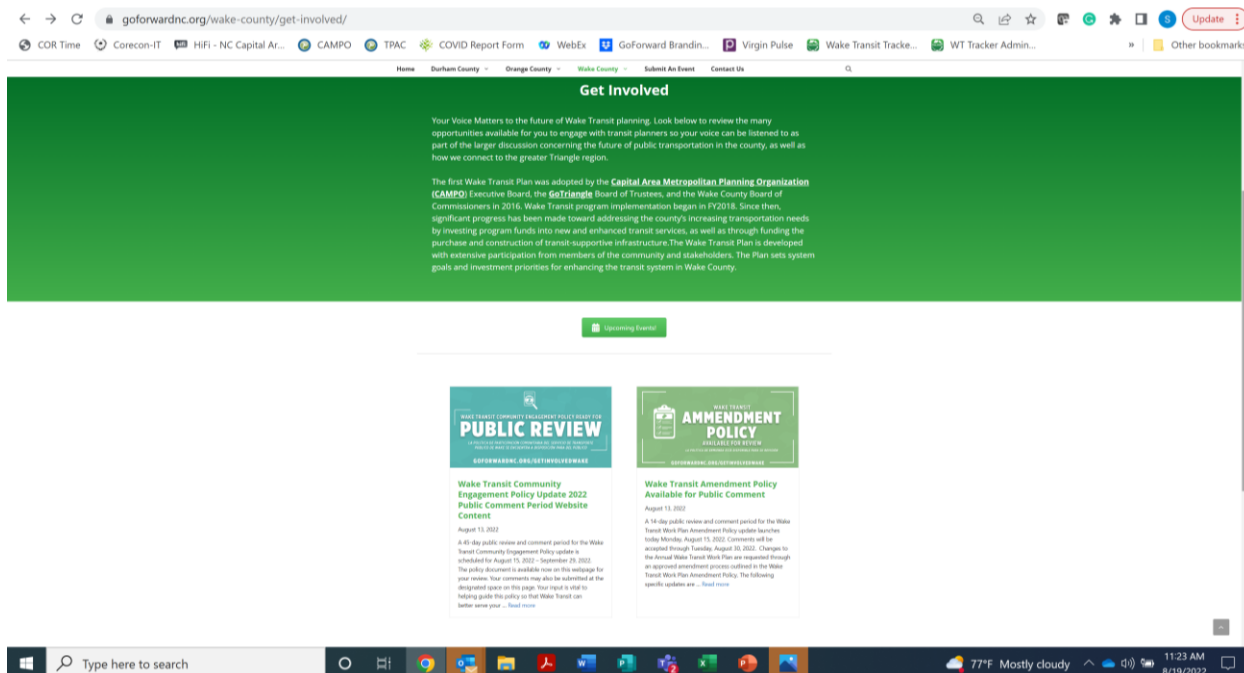 goforwardnc.org/wake-county/get-involved/
S
Update
COR Time Corecon-IT HiFi - NC Capital Ar... CAMPO TPAC COVID Report Form WebEx GoForward Brandin... Virgin Pulse Wake Transit Tracke... WT Tracker Admin... » Other bookmarks
Home Durham County Orange County Wake County Submit An Event Contact Us
Get Involved
Your Voice Matters to the future of Wake Transit planning. Look below to review the many
opportunities available for you to engage with transit planners so your voice can be listened to as
part of the larger discussion concerning the future of public transportation in the county, as well as
how we connect to the greater Triangle region.
The first Wake Transit Plan was adopted by the Capital Area Metropolitan Planning Organization
(CAMPO) Executive Board, the GoTriangle Board of Trustees, and the Wake County Board of
Commissioners in 2016. Wake Transit program implementation began in FY2018. Since then,
significant progress has been made toward addressing the county's increasing transportation needs
by investing program funds into new and enhanced transit services, as well as through funding the
purchase and construction of transit-supportive infrastructure.The Wake Transit Plan is developed
with extensive participation from members of the community and stakeholders. The Plan sets system
goals and investment priorities for enhancing the transit system in Wake County.
Upcoming Events!
WAKE TRANSIT COMMUNITY ENGAGEMENT POLICY READY FOR
PUBLIC REVIEW
GOFORWARDNC.ORG/GETINVOLVEDWAKE
Wake Transit Community
Engagement Policy Update 2022
Public Comment Period Website
Content
August 13, 2022
A 45-day public review and comment period for the Wake
Transit Community Engagement Policy update is
scheduled for August 15, 2022 – September 29, 2022.
The policy document is available now on this webpage for
your review. Your comments may also be submitted at the
designated space on this page. Your input is vital to
helping guide this policy so that Wake Transit can
better serve your ... Read more
WAKE TRANSIT
AMMENDMENT
POLICY
AVAILABLE FOR REVIEW
GOFORWARDNC.ORG/GETINVOLVEDWAKE
Wake Transit Amendment Policy
Available for Public Comment
August 13, 2022
A 14-day public review and comment period for the Wake
Transit Work Plan Amendment Policy update launches
today Monday, August 15, 2022. Comments will be
accepted through Tuesday, August 30, 2022. Changes to
the Annual Wake Transit Work Plan are requested through
an approved amendment process outlined in the Wake
Transit Work Plan Amendment Policy. The following
specific updates are ... Read more
Type here to search
77°F Mostly cloudy
11:23 AM
8/19/2022